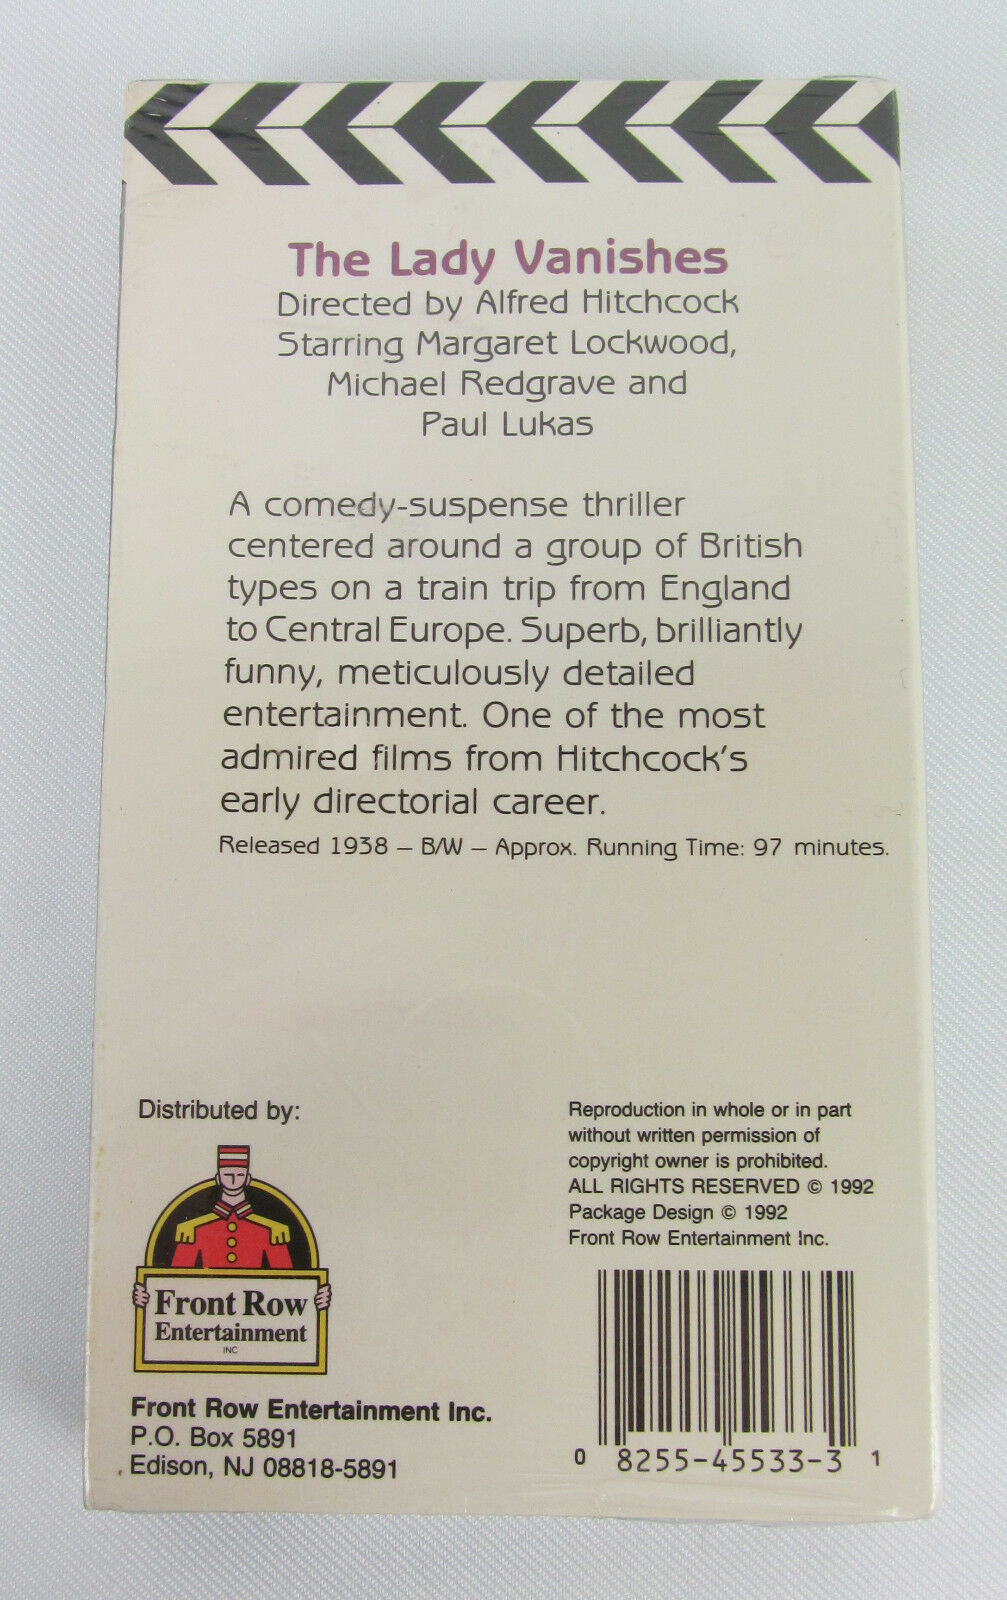 The Lady Vanishes
Directed by Alfred Hitchcock
Starring Margaret Lockwood,
Michael Redgrave and
Paul Lukas
A comedy-suspense thriller
centered around a group of British
types on a train trip from England
to Central Europe. Superb, brilliantly
funny, meticulously detailed
entertainment. One of the most
admired films from Hitchcock's
early directorial career.
Released 1938 – B/W – Approx. Running Time: 97 minutes.
Distributed by:
Front Row
Entertainment
INC
Front Row Entertainment Inc.
P.O. Box 5891
Edison, NJ 08818-5891
Reproduction in whole or in part
without written permission of
copyright owner is prohibited.
ALL RIGHTS RESERVED © 1992
Package Design © 1992
Front Row Entertainment Inc.
0 8255-45533-3 1